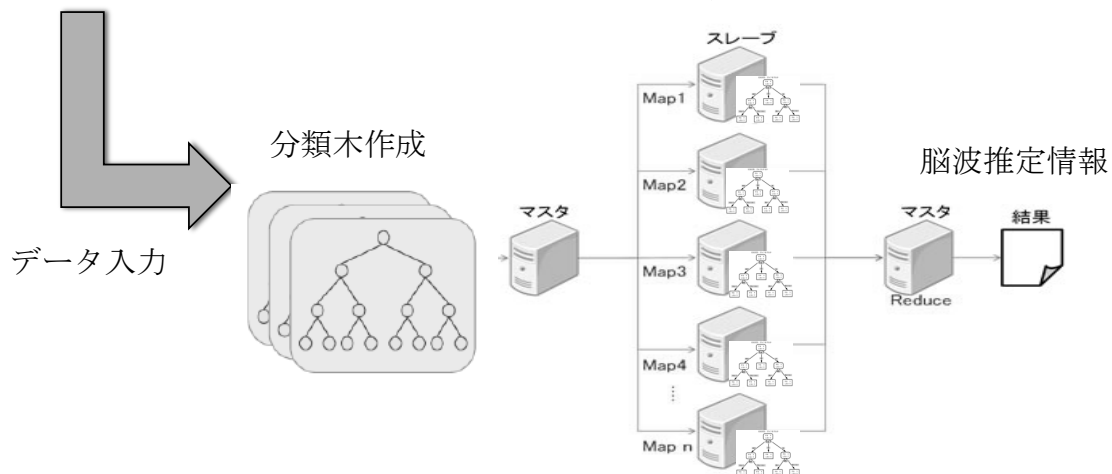 スレーブ
Map1
分類木作成
Map2
脳波推定情報
マスタ
マスタ
結果
データ入力
Map3
Reduce
Map4
⋮
Map n